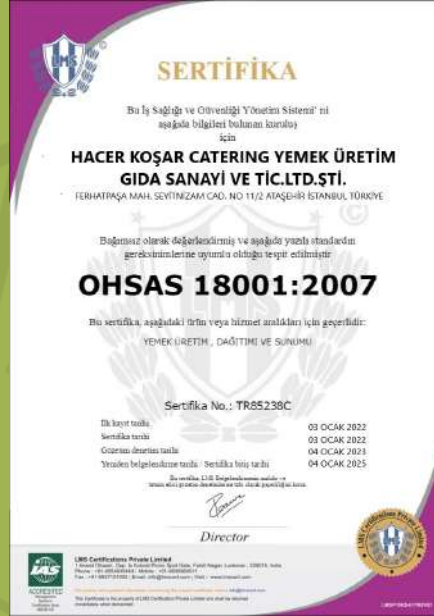 LMS
SERTİFİKA
Bu İş Sağlığı ve Güvenliği Yönetim Sistemi' ni
aşağıda bilgileri bulunan kuruluş
için
HACER KOŞAR CATERING YEMEK ÜRETİM
GIDA SANAYİ VE TİC.LTD.ŞTİ.
FERHATPAŞA MAH. SEYİTNİZAM CAD. NO 11/2 ATAŞEHİR İSTANBUL TÜRKİYE
Bağımsız olarak değerlendirmiş ve aşağıda yazılı standardın
gereksinimlerine uyumlu olduğu tespit edilmiştir
OHSAS 18001:2007
Bu sertifika, aşağıdaki ürün veya hizmet aralıkları için geçerlidir:
YEMEK ÜRETİM , DAĞITIMI VE SUNUMU
Sertifika No.: TR85238C
İlk kayıt tarihi 03 OCAK 2022
Sertifika tarihi 03 OCAK 2022
Gözetim denetim tarihi 04 OCAK 2023
Yeniden belgelendirme tarihi / Sertifika bitiş tarihi 04 OCAK 2025
Director
IAS
ACCREDITED
LMS Certifications Private Limited